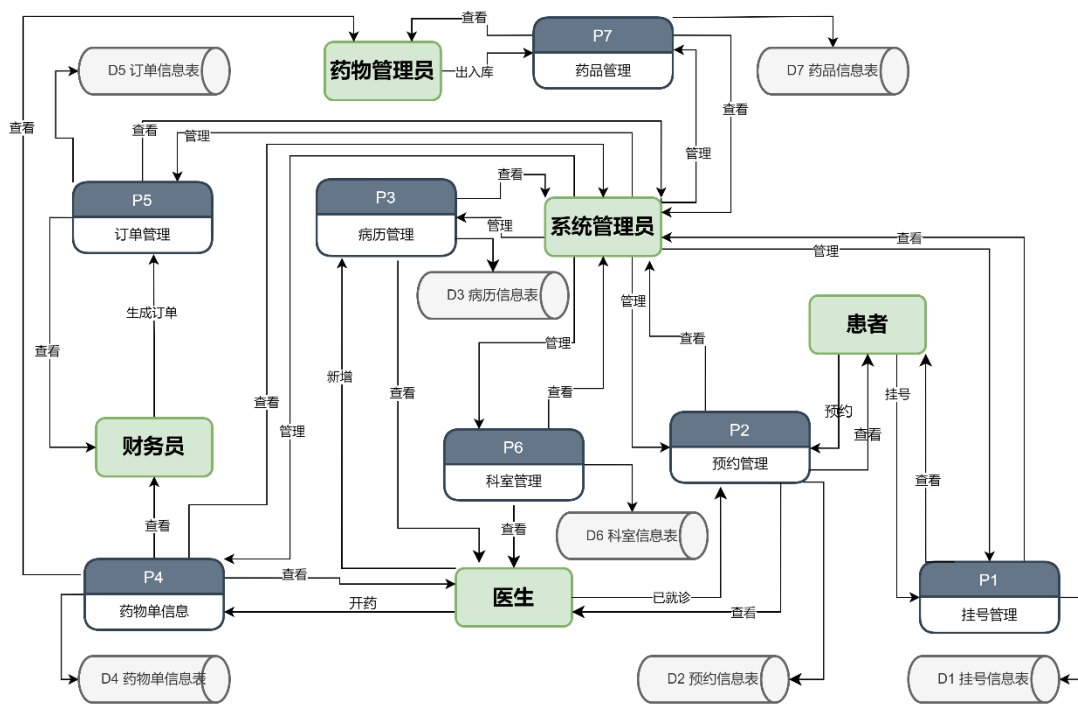 查看
P7
药品管理
药物管理员
出入库
D5 订单信息表
D7 药品信息表
查看
查看
查看
管理
管理
P5
订单管理
P3
病历管理
查看
管理
系统管理员
查看
管理
D3 病历信息表
管理
生成订单
患者
查看
管理
查看
新增
查看
查看
挂号
预约
财务员
查看
管理
P6
科室管理
P2
预约管理
查看
查看
查看
查看
D6 科室信息表
P4
药物单信息
查看
医生
开药
已就诊
查看
P1
挂号管理
D4 药物单信息表
D2 预约信息表
D1 挂号信息表